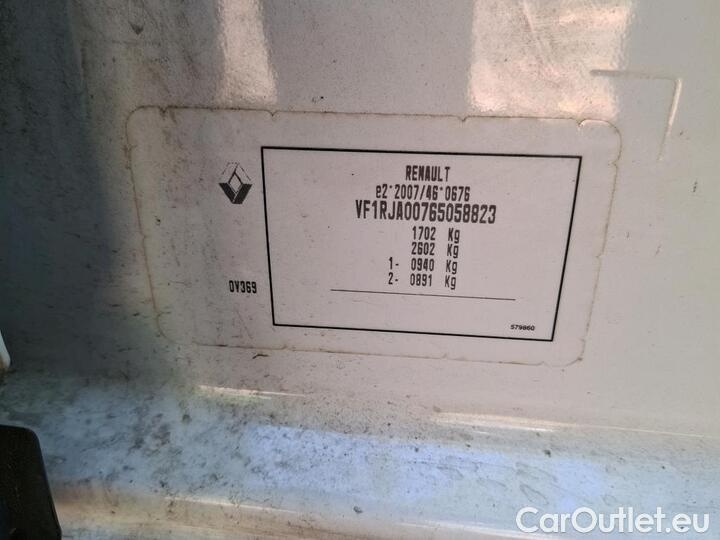 RENAULT
e2*2007/46*0676
VF1RJA00765058823
1702 Kg
2602 Kg
1- 0940 Kg
2- 0891 Kg
0V369
579860
CarOutlet.eu